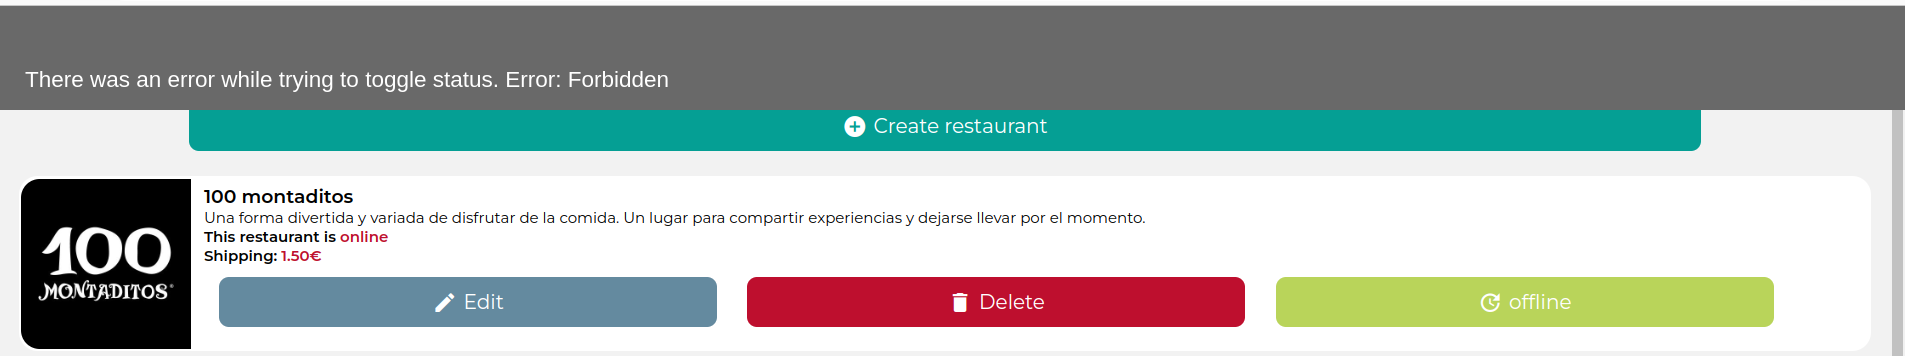 There was an error while trying to toggle status. Error: Forbidden
Create restaurant
100 montaditos
Una forma divertida y variada de disfrutar de la comida. Un lugar para compartir experiencias y dejarse llevar por el momento.
This restaurant is online
Shipping: 1.50€
100
MONTADITOS
Edit
Delete
offline